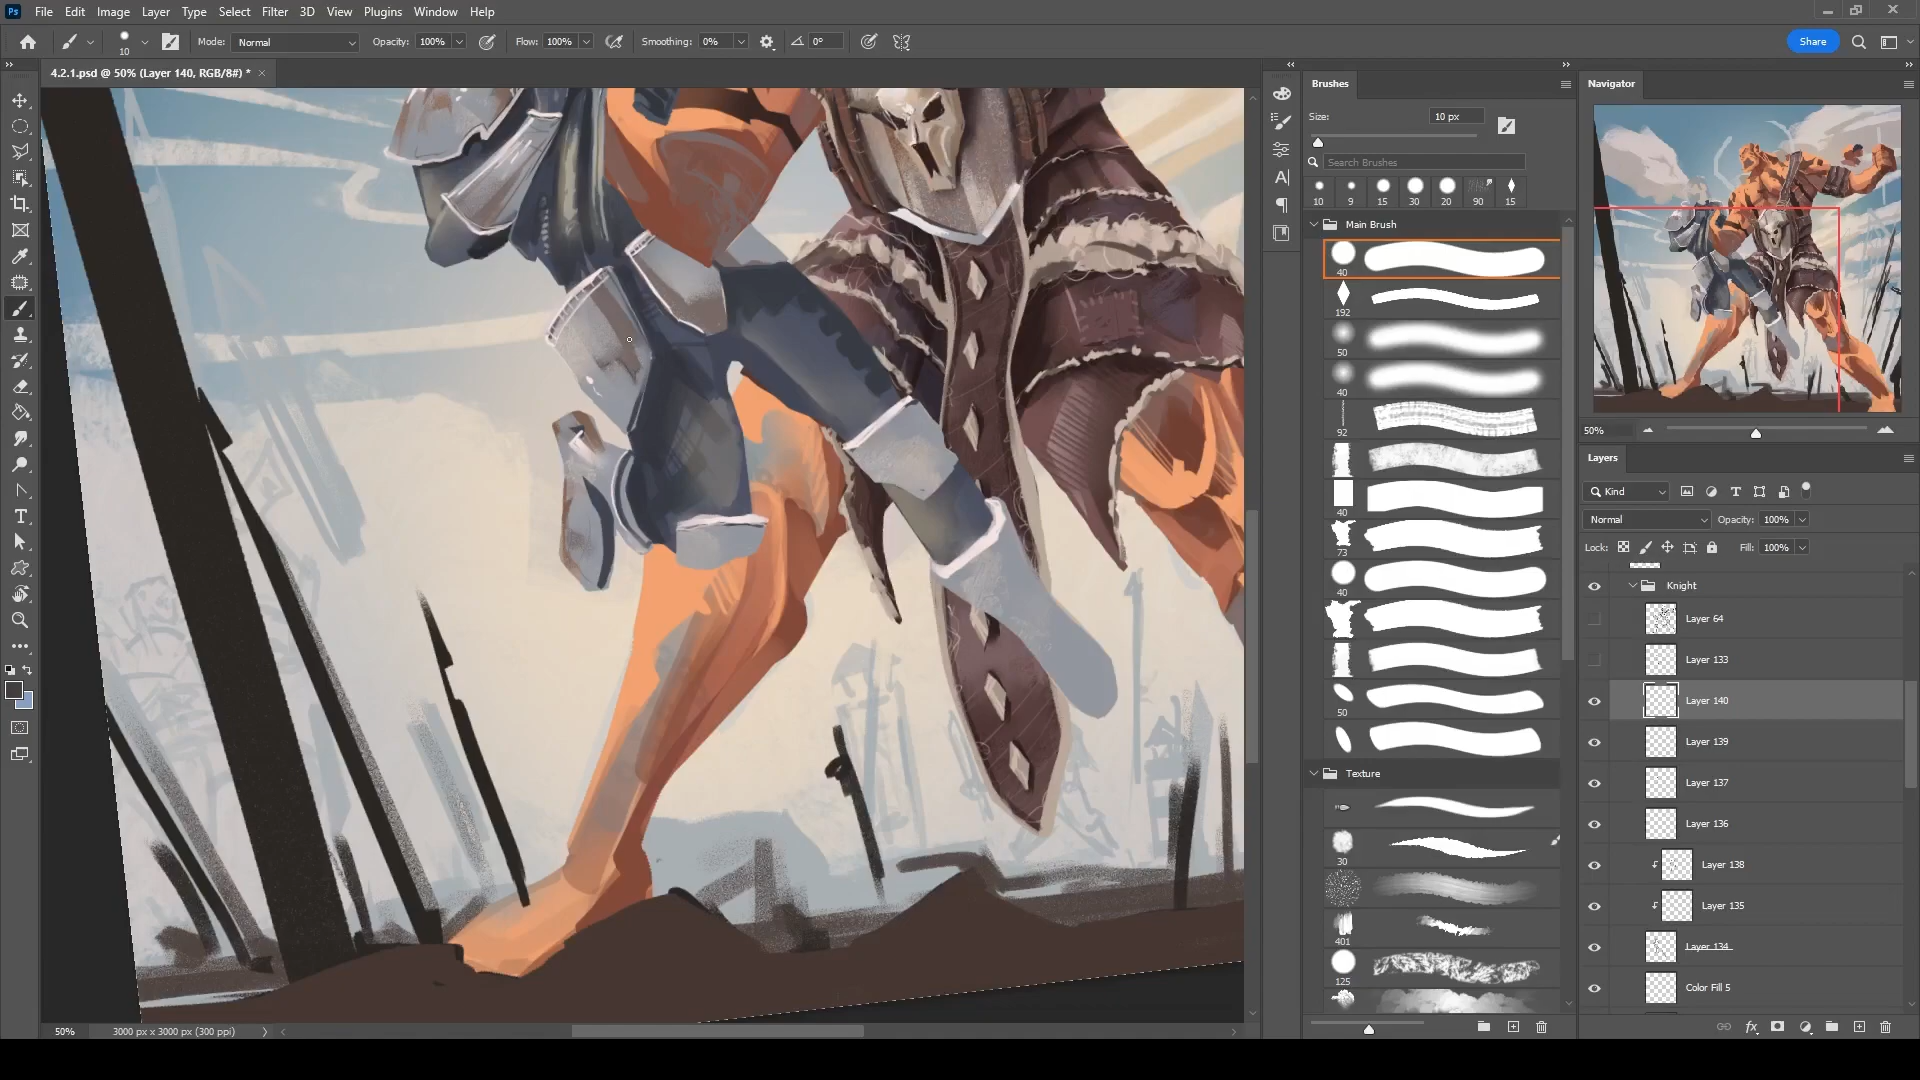 Ps File Edit Image Layer Type Select Filter 3D View Plugins Window Help
10 Mode: Normal Opacity: 100% Flow: 100% Smoothing: 0% 0° Share
4.2.1.psd @ 50% (Layer 140, RGB/8#) *
Brushes
Size: 10 px
Search Brushes
10 9 15 30 20 90 15
Main Brush
40
192
50
40
92
40
73
40
50
Texture
30
401
125
Navigator
50%
Layers
Kind
Normal Opacity: 100%
Lock: Fill: 100%
Knight
Layer 64
Layer 133
Layer 140
Layer 139
Layer 137
Layer 136
Layer 138
Layer 135
Layer 134
Color Fill 5
50% 3000 px x 3000 px (300 ppi)